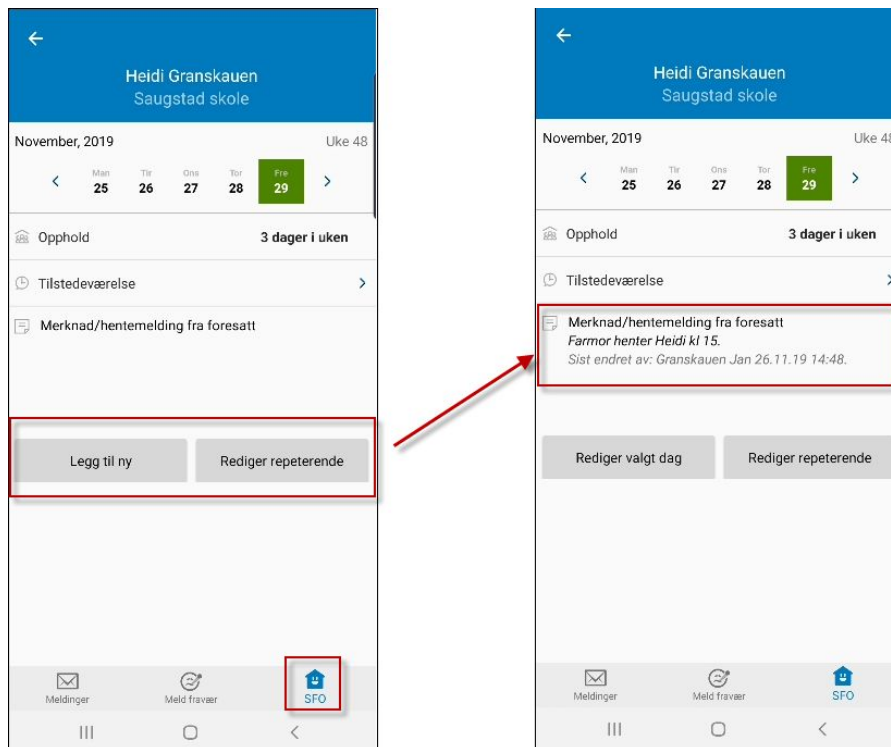 Heidi Granskauen
Saugstad skole
November, 2019 Uke 48
Man Tir Ons Tor Fre
25 26 27 28 29
Opphold 3 dager i uken
Tilstedeværelse
Merknad/hentemelding fra foresatt
Legg til ny Rediger repeterende
Meldinger Meld fravær SFO
Heidi Granskauen
Saugstad skole
November, 2019 Uke 48
Man Tir Ons Tor Fre
25 26 27 28 29
Opphold 3 dager i uken
Tilstedeværelse
Merknad/hentemelding fra foresatt
Farmor henter Heidi kl 15.
Sist endret av: Granskauen Jan 26.11.19 14:48.
Rediger valgt dag Rediger repeterende
Meldinger Meld fravær SFO